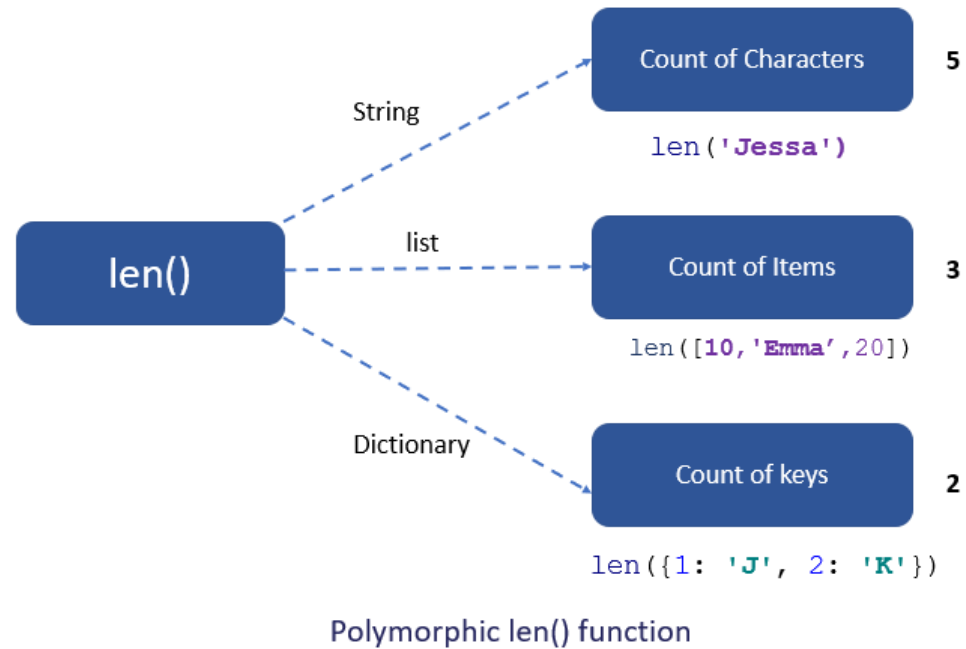 Count of Characters 5
String
len('Jessa')
len()
list
Count of Items 3
len([10,'Emma’,20])
Dictionary
Count of keys 2
len({1: 'J', 2: 'K'})
Polymorphic len() function